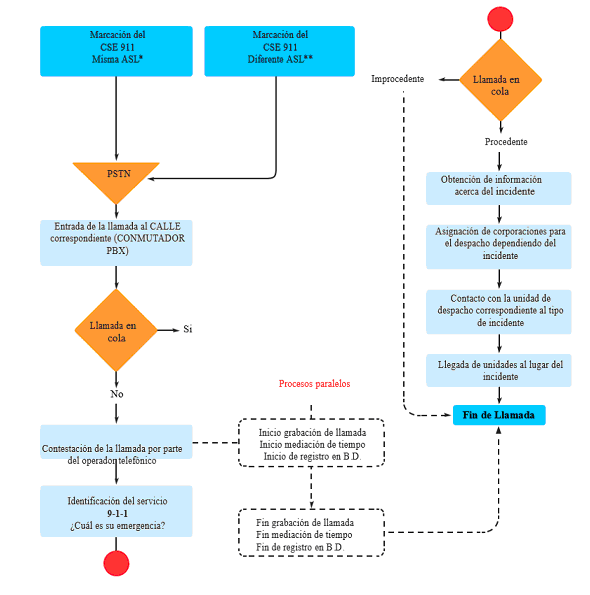 Marcación del
CSE 911
Misma ASL*
Marcación del
CSE 911
Diferente ASL**
PSTN
Entrada de la llamada al CALLE
correspondiente (CONMUTADOR
PBX)
Llamada en
cola
Si
No
Contestación de la llamada por parte
del operador telefónico
Identificación del servicio
9-1-1
¿Cuál es su emergencia?
Procesos paralelos
Inicio grabación de llamada
Inicio mediación de tiempo
Inicio de registro en B.D.
Fin grabación de llamada
Fin mediación de tiempo
Fin de registro en B.D.
Llamada en
cola
Improcedente
Procedente
Obtención de información
acerca del incidente
Asignación de corporaciones para
el despacho dependiendo del
incidente
Contacto con la unidad de
despacho correspondiente al tipo
de incidente
Llegada de unidades al lugar del
incidente
Fin de Llamada